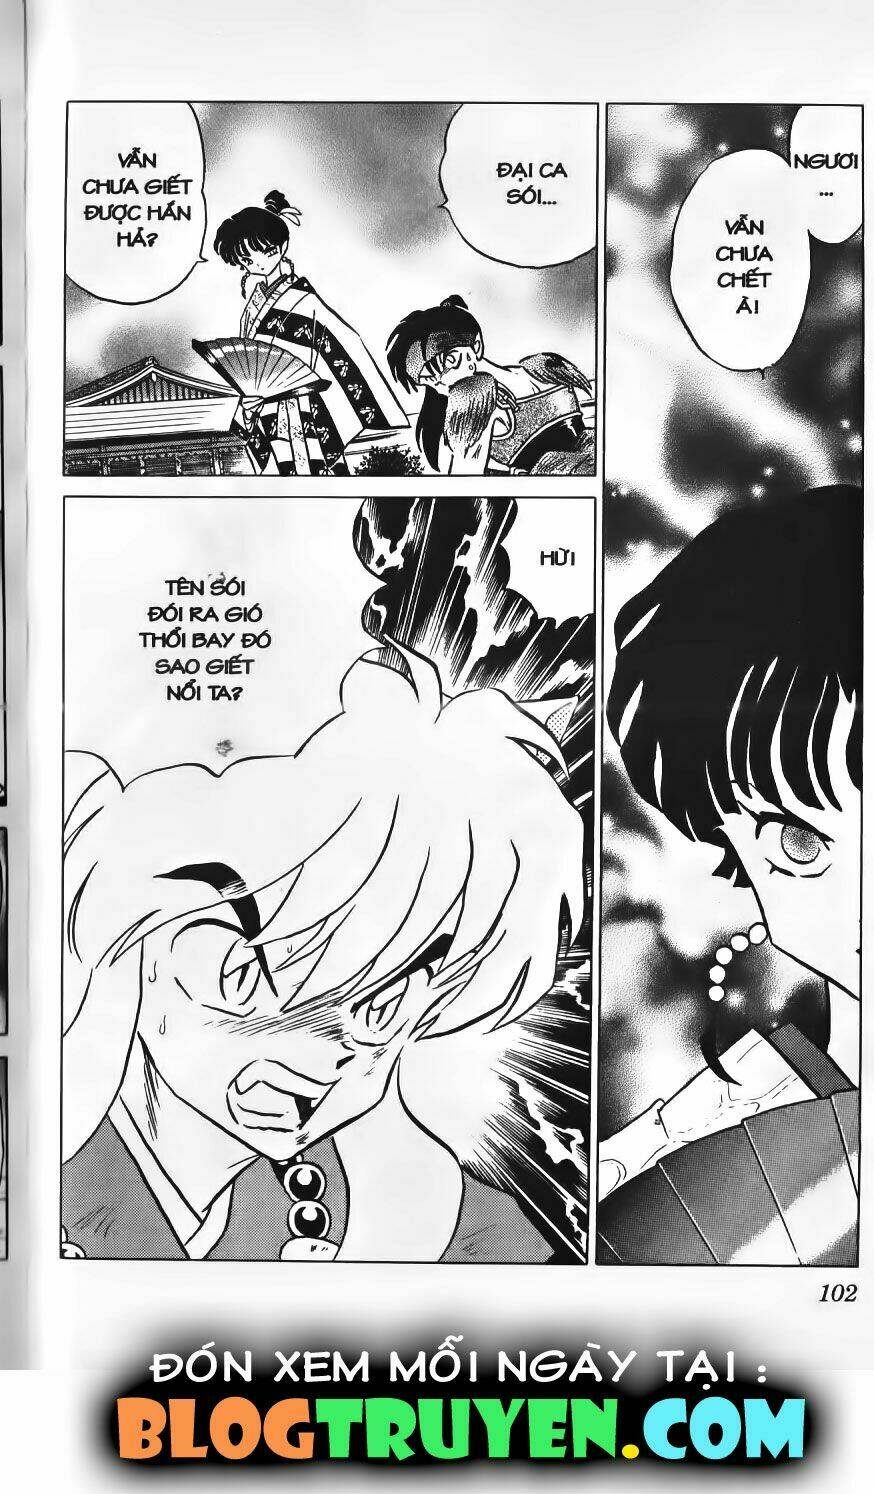 NGƯƠI
...
VẪN
CHƯA
CHẾT
À!
ĐẠI CA
SÓI...
VẪN
CHƯA GIẾT
ĐƯỢC HẮN
HẢ?
HỪ!
TÊN SÓI
ĐÓI RA GIÓ
THỔI BAY ĐÓ
SAO GIẾT
NỔI TA?
102
ĐÓN XEM MỖI NGÀY TẠI :
BLOGTRUYEN.COM